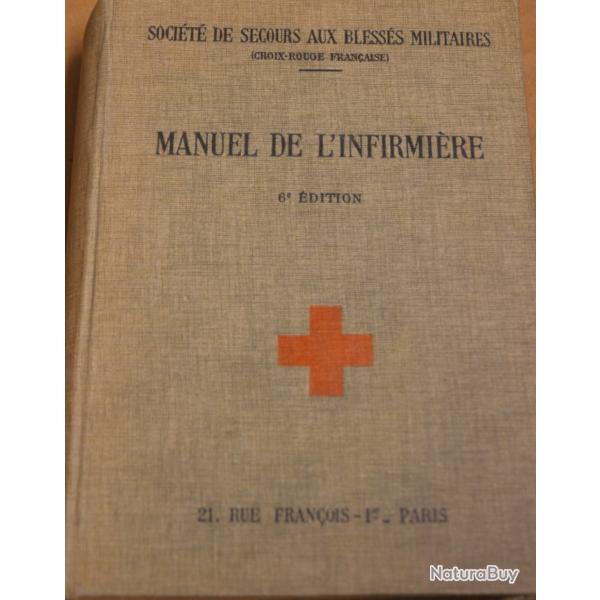 SOCIÉTÉ DE SECOURS AUX BLESSÉS MILITAIRES
(CROIX-ROUGE FRANÇAISE)
MANUEL DE L'INFIRMIÈRE
6e ÉDITION
21. RUE FRANÇOIS-Ier_ PARIS
NaturaBuy